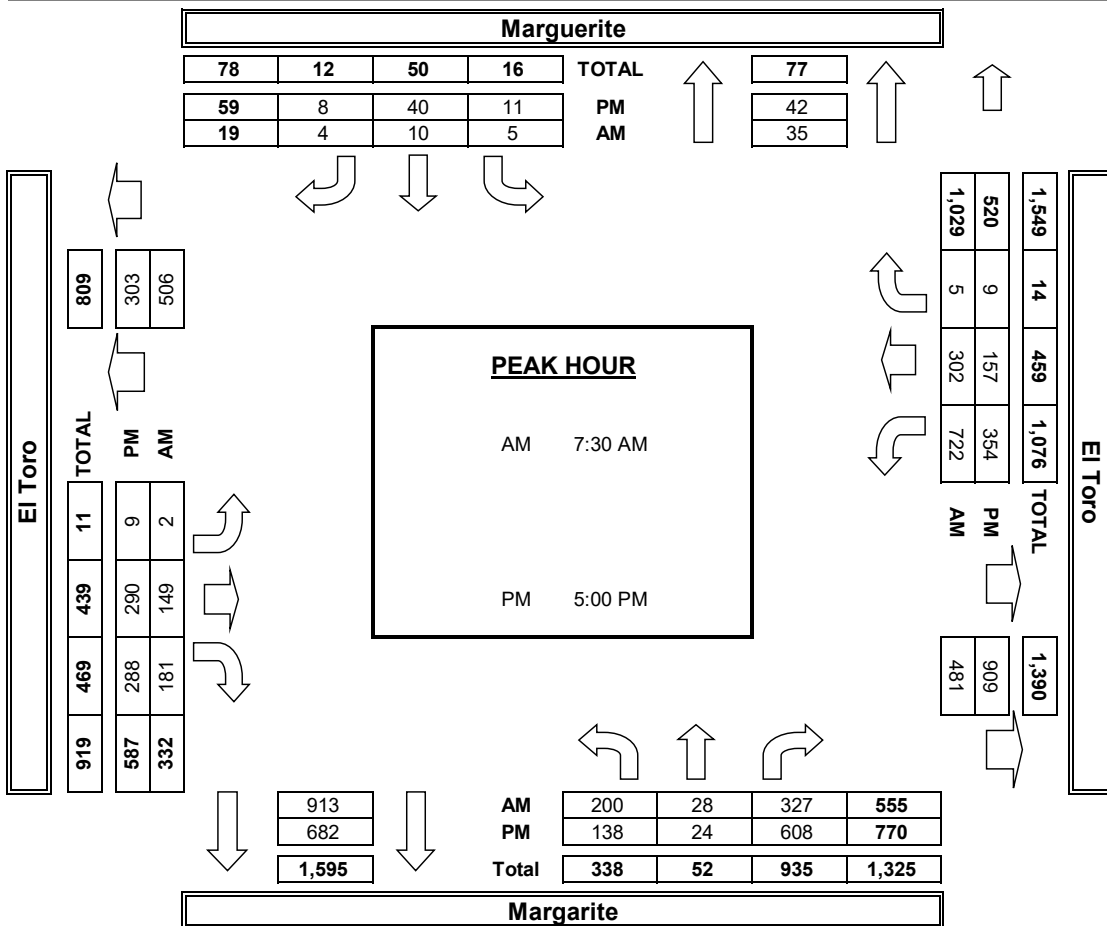 Marguerite
78 12 50 16 TOTAL 77
59 8 40 11 PM 42
19 4 10 5 AM 35
El Toro
809
303
506
TOTAL
PM
AM
11 439 469 919
9 290 288 587
2 149 181 332
PEAK HOUR
AM 7:30 AM
PM 5:00 PM
1,549 14 459 1,076 TOTAL
520 9 157 354 PM
1,029 5 302 722 AM
1,390
909
481
El Toro
913 AM 200 28 327 555
682 PM 138 24 608 770
1,595 Total 338 52 935 1,325
Margarite